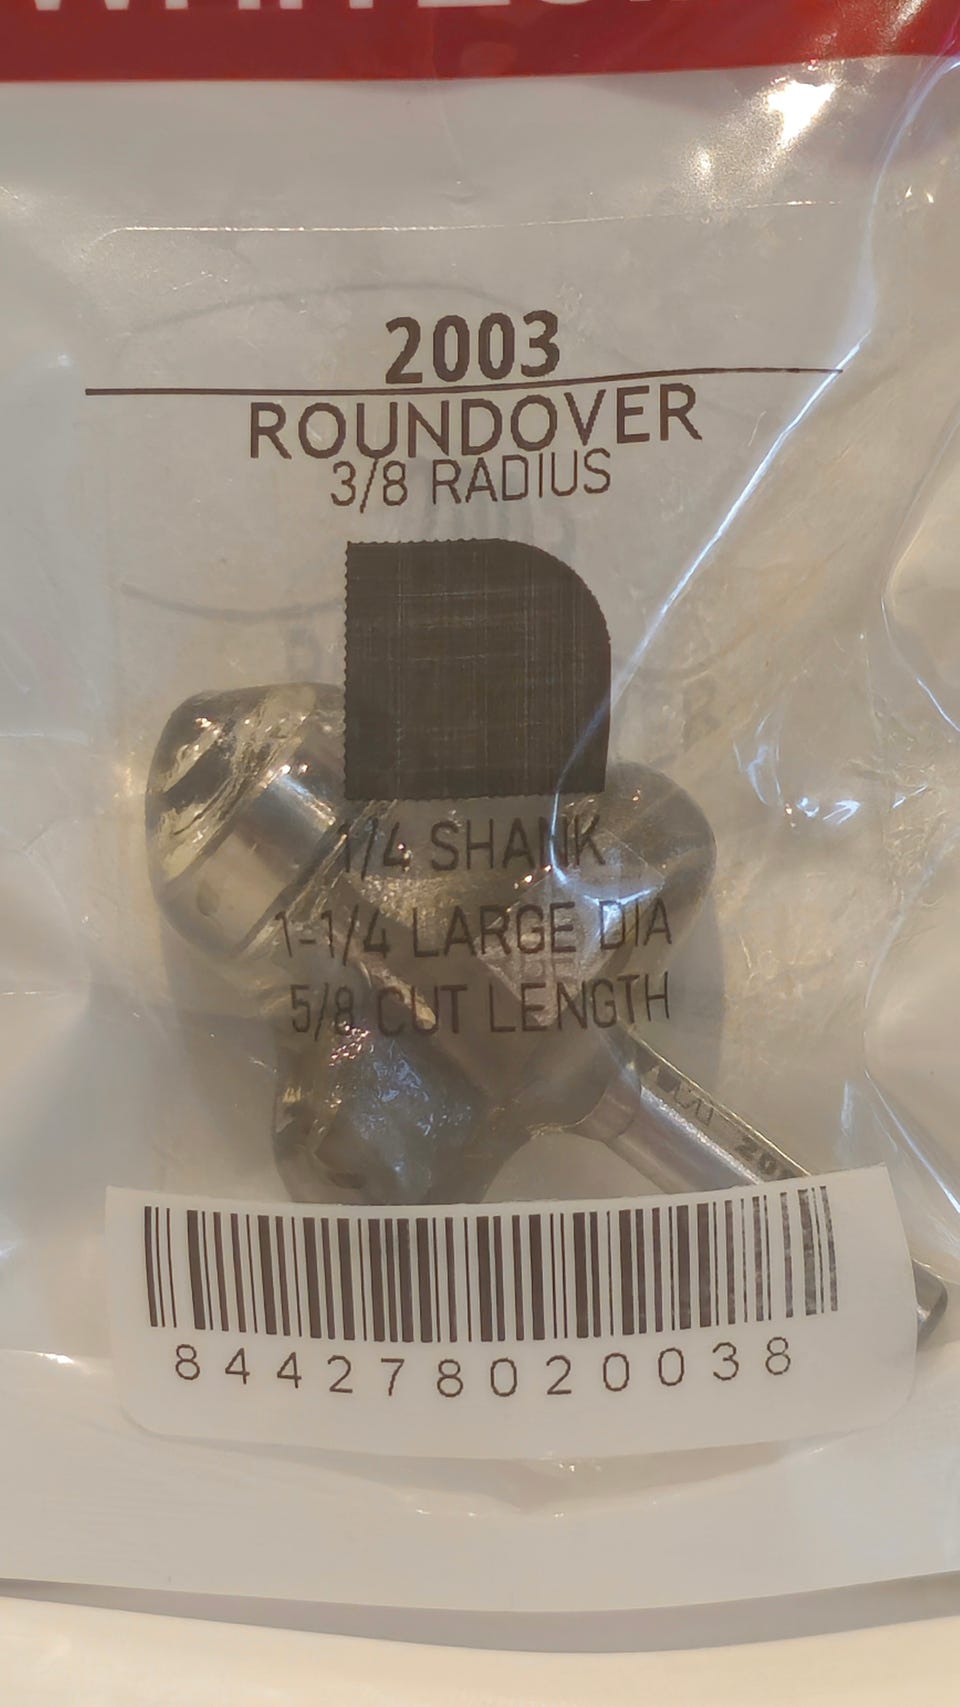 2003
ROUNDOVER
3/8 RADIUS
1/4 SHANK
1-1/4 LARGE DIA
5/8 CUT LENGTH
844278020038